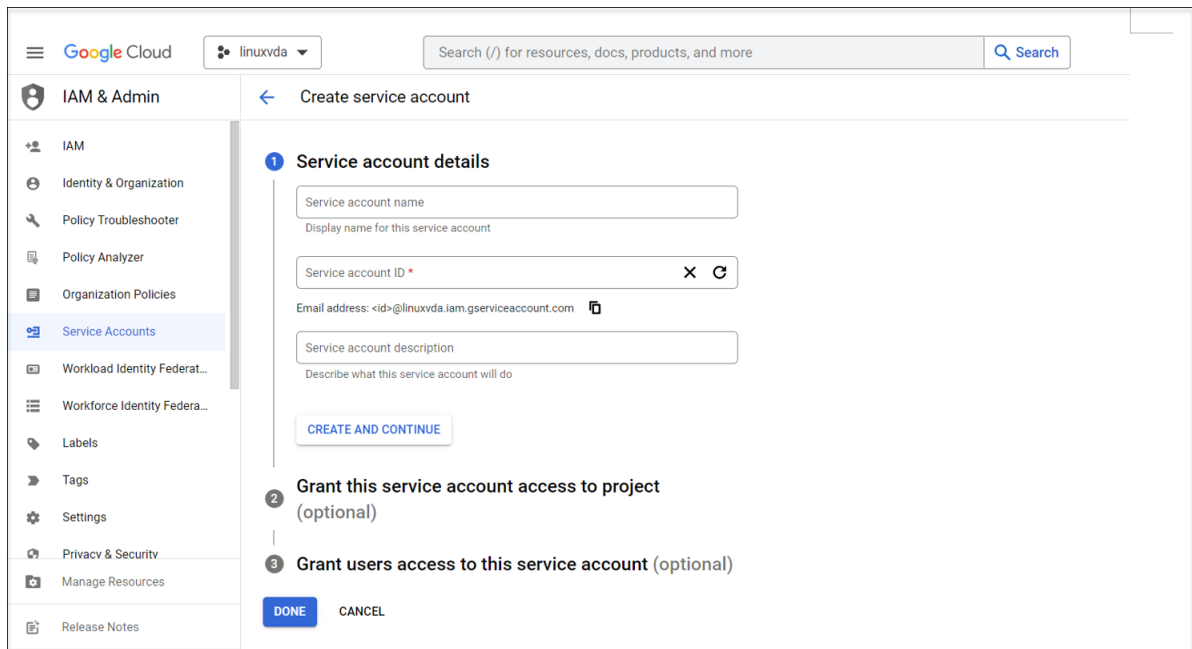 Google Cloud
linuxvda
Search (/) for resources, docs, products, and more
Search
IAM & Admin
Create service account
IAM
Identity & Organization
Policy Troubleshooter
Policy Analyzer
Organization Policies
Service Accounts
Workload Identity Federat...
Workforce Identity Federa...
Labels
Tags
Settings
Privacy & Security
Manage Resources
Release Notes
1 Service account details
Service account name
Display name for this service account
Service account ID *
Email address: <id>@linuxvda.iam.gserviceaccount.com
Service account description
Describe what this service account will do
CREATE AND CONTINUE
2 Grant this service account access to project
(optional)
3 Grant users access to this service account (optional)
DONE CANCEL